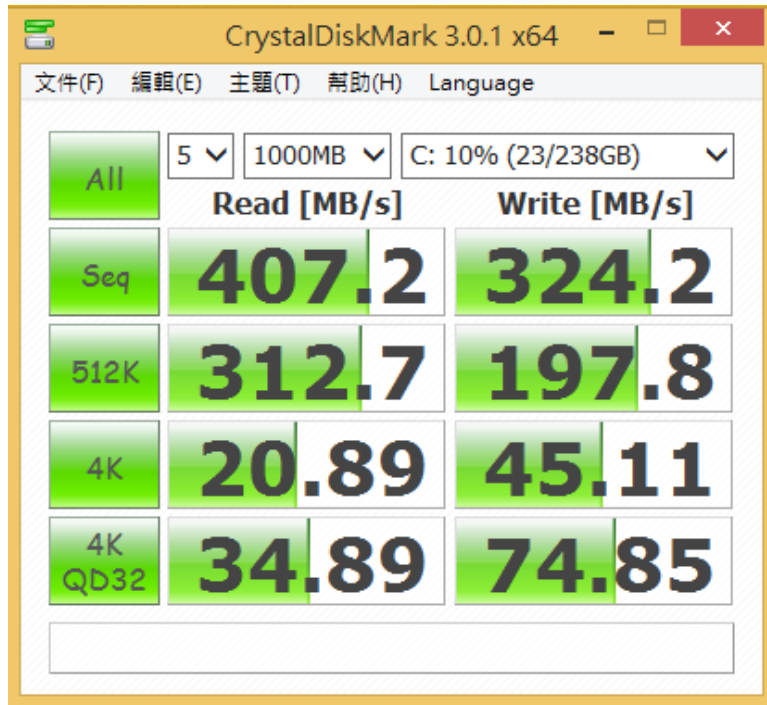 CrystalDiskMark 3.0.1 x64
文件(F) 編輯(E) 主題(T) 幫助(H) Language
All 5 1000MB C: 10% (23/238GB)
Read [MB/s] Write [MB/s]
Seq 407.2 324.2
512K 312.7 197.8
4K 20.89 45.11
4K QD32 34.89 74.85